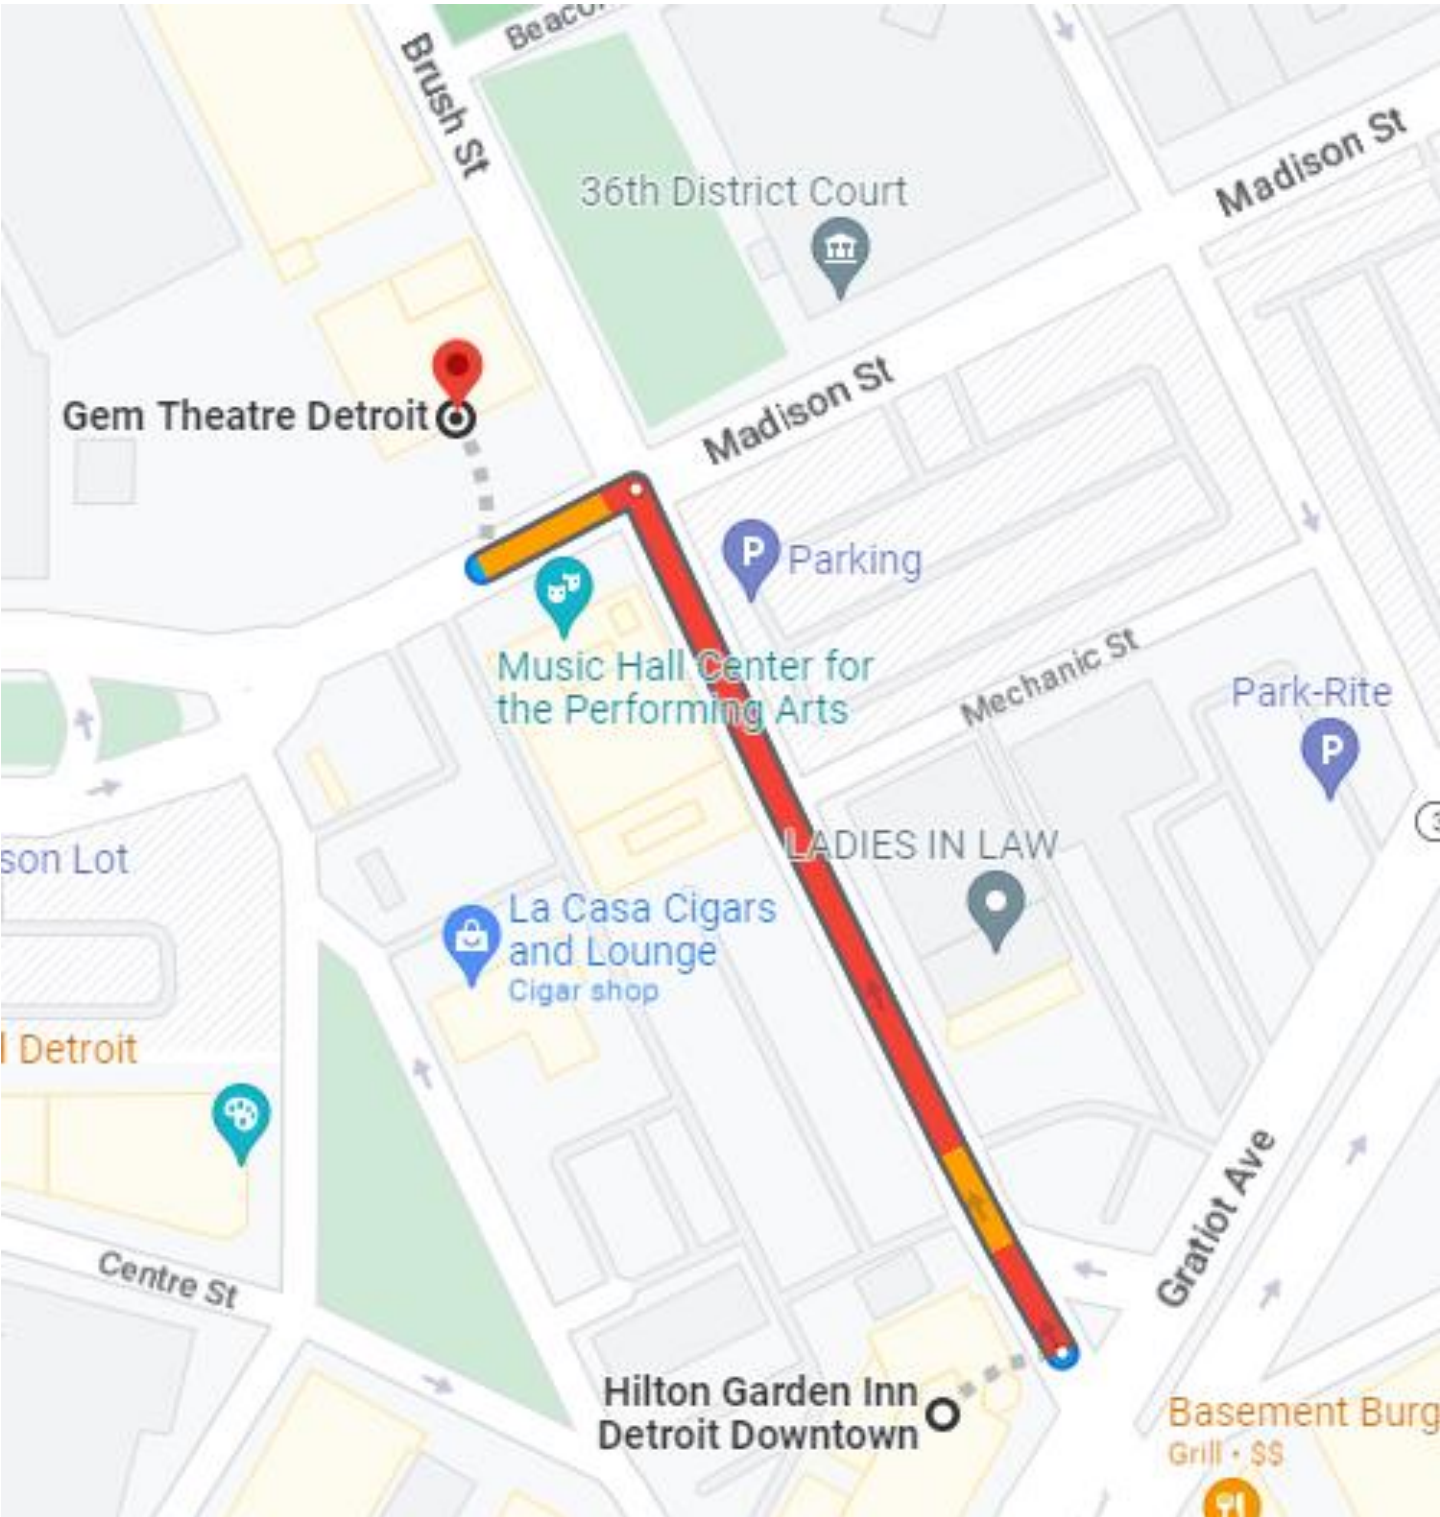 Beacon
Brush St
Madison St
36th District Court
Madison St
Gem Theatre Detroit
P
Parking
Music Hall Center for
the Performing Arts
Mechanic St
Park-Rite
P
3
son Lot
LADIES IN LAW
La Casa Cigars
and Lounge
Cigar shop
l Detroit
Centre St
Gratiot Ave
Hilton Garden Inn
Detroit Downtown
Basement Burg
Grill · $$